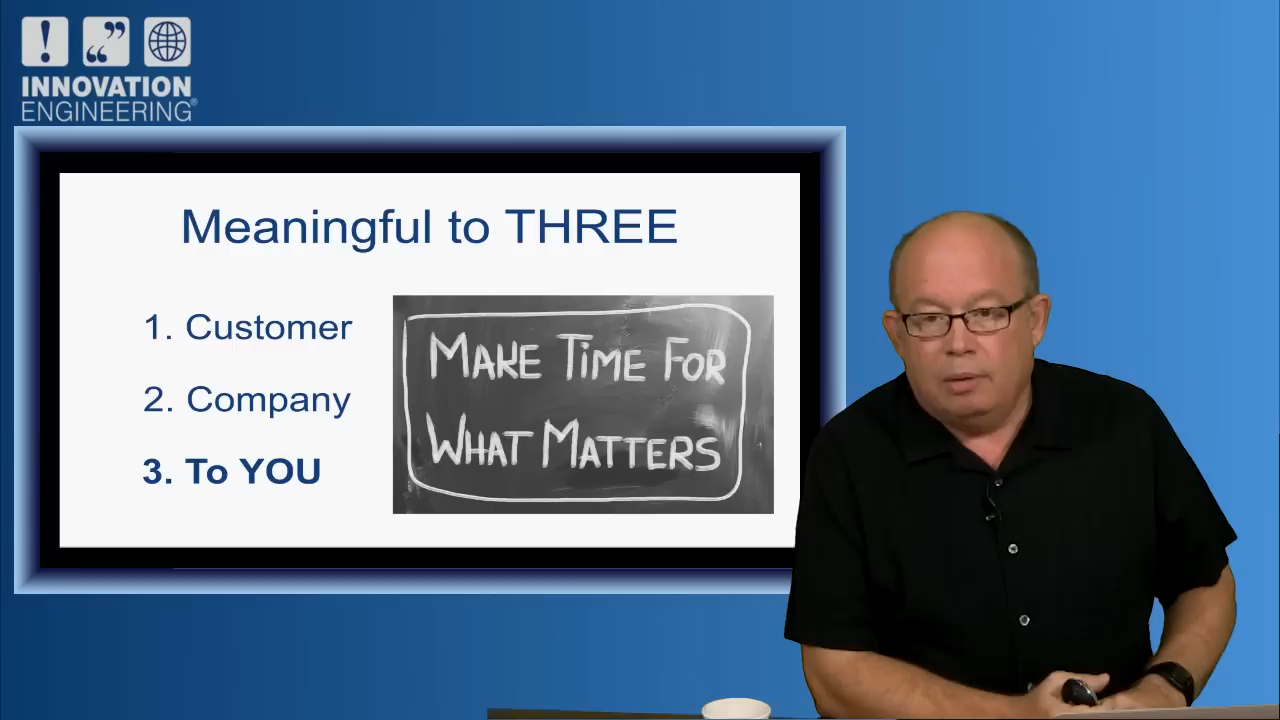 ! “ ”
INNOVATION
ENGINEERING®
Meaningful to THREE
1. Customer
2. Company
3. To YOU
MAKE TIME FOR
WHAT MATTERS